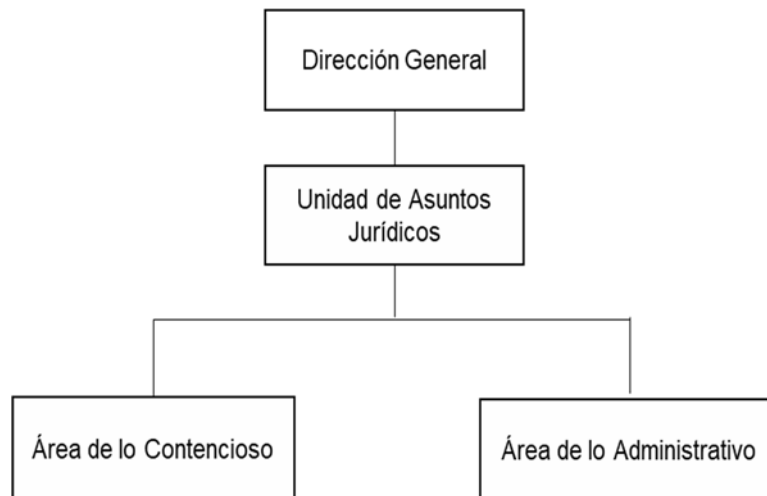 Dirección General
Unidad de Asuntos
Jurídicos
Área de lo Contencioso
Área de lo Administrativo